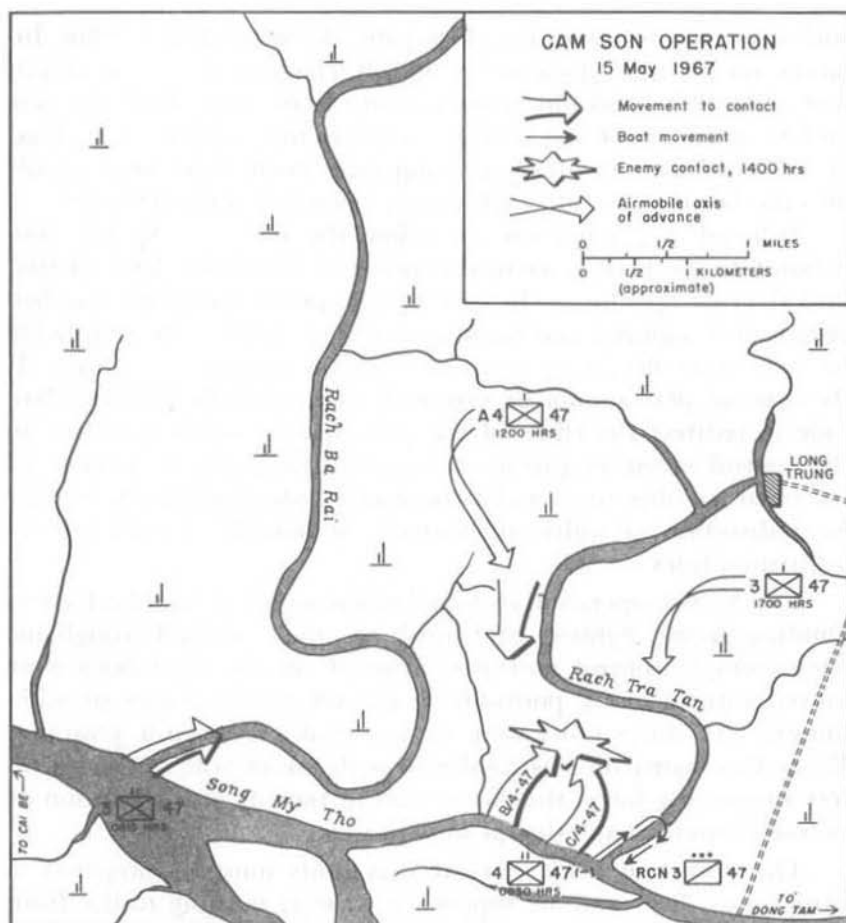 CAM SON OPERATION
15 May 1967
Movement to contact
Boat movement
Enemy contact, 1400 hrs
Airmobile axis
of advance
0 1/2 1 MILES
0 1/2 1 KILOMETERS
(approximate)
Rach Ba Rai
A 4 47
1200 HRS
LONG
TRUNG
3 47
1700 HRS
Rach Tra Tan
TO CAI BE
3 47
HRS
Song My Tho
B/4-47
C/4-47
4 47 (-)
0850 HRS
RCN 3 47
TO
DONG TAM